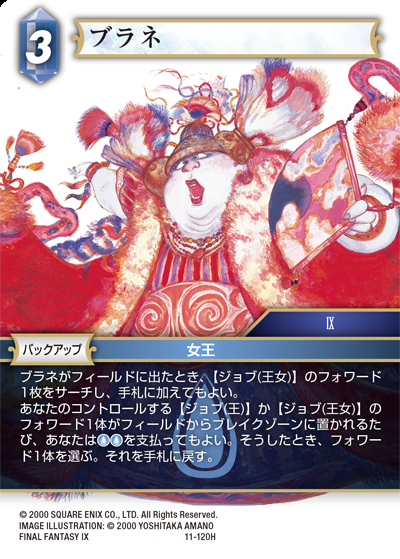 3
ブラネ
IX
バックアップ
女王
ブラネがフィールドに出たとき、【ジョブ(王女)】のフォワード
1枚をサーチし、手札に加えてもよい。
あなたのコントロールする【ジョブ(王)】か【ジョブ(王女)】の
フォワード1体がフィールドからブレイクゾーンに置かれるた
び、あなたは💧💧を支払ってもよい。そうしたとき、フォワー
ド1体を選ぶ。それを手札に戻す。
© 2000 SQUARE ENIX CO., LTD. All Rights Reserved.
IMAGE ILLUSTRATION: © 2000 YOSHITAKA AMANO
FINAL FANTASY IX 11-120H